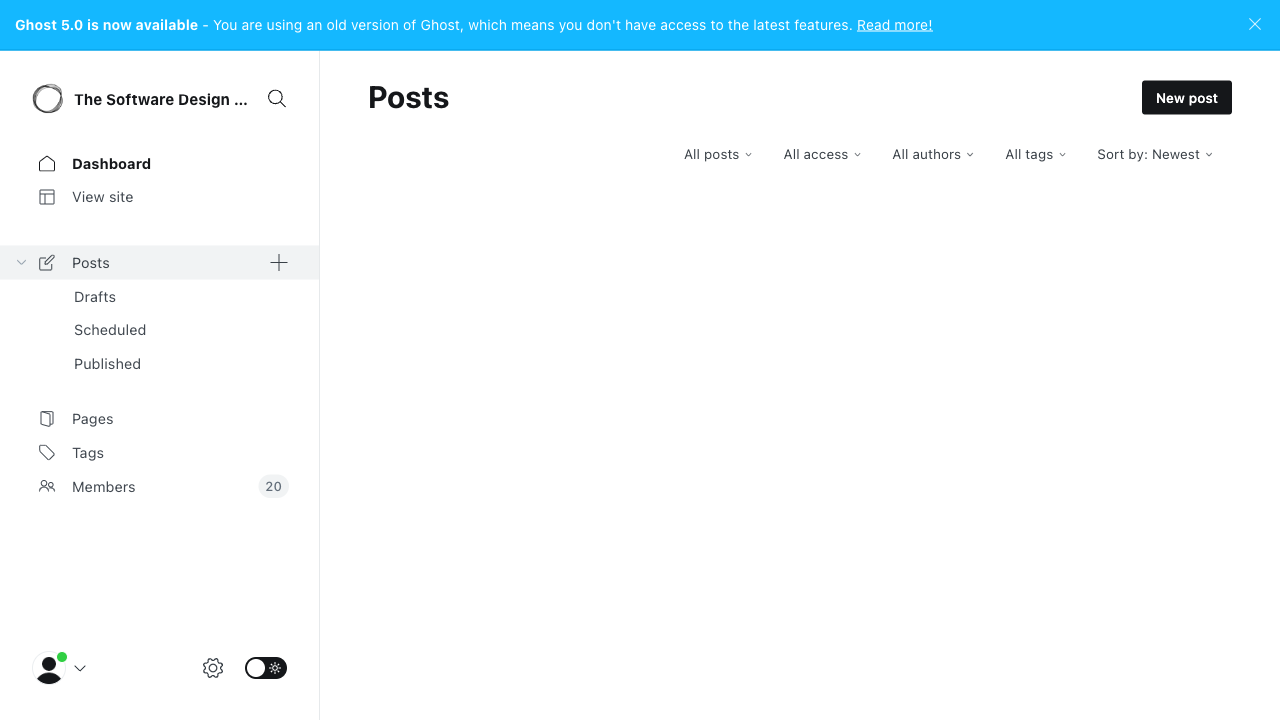 Ghost 5.0 is now available - You are using an old version of Ghost, which means you don't have access to the latest features. Read more!
The Software Design ...
Dashboard
View site
Posts
Drafts
Scheduled
Published
Pages
Tags
Members 20
Posts
New post
All posts All access All authors All tags Sort by: Newest